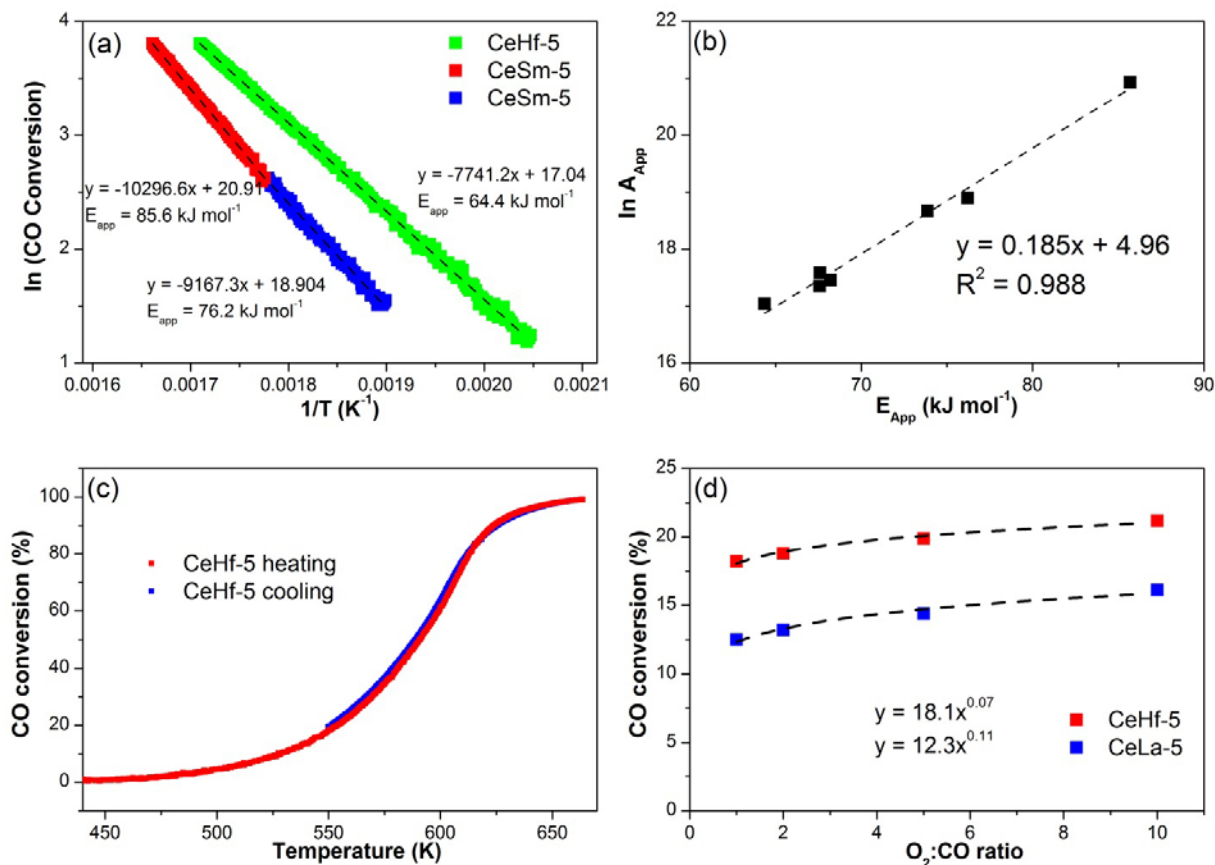 (a)
CeHf-5
CeSm-5
CeSm-5
y = -10296.6x + 20.91
E_app = 85.6 kJ mol⁻¹
y = -7741.2x + 17.04
E_app = 64.4 kJ mol⁻¹
y = -9167.3x + 18.904
E_app = 76.2 kJ mol⁻¹
ln (CO Conversion)
4
3
2
1
0.0016 0.0017 0.0018 0.0019 0.0020 0.0021
1/T (K⁻¹)
(b)
ln A_App
22
20
18
16
y = 0.185x + 4.96
R² = 0.988
60 70 80 90
E_App (kJ mol⁻¹)
(c)
CeHf-5 heating
CeHf-5 cooling
CO conversion (%)
100
80
60
40
20
0
450 500 550 600 650
Temperature (K)
(d)
CO conversion (%)
25
20
15
10
5
0
y = 18.1x^0.07
y = 12.3x^0.11
CeHf-5
CeLa-5
0 2 4 6 8 10
O₂:CO ratio